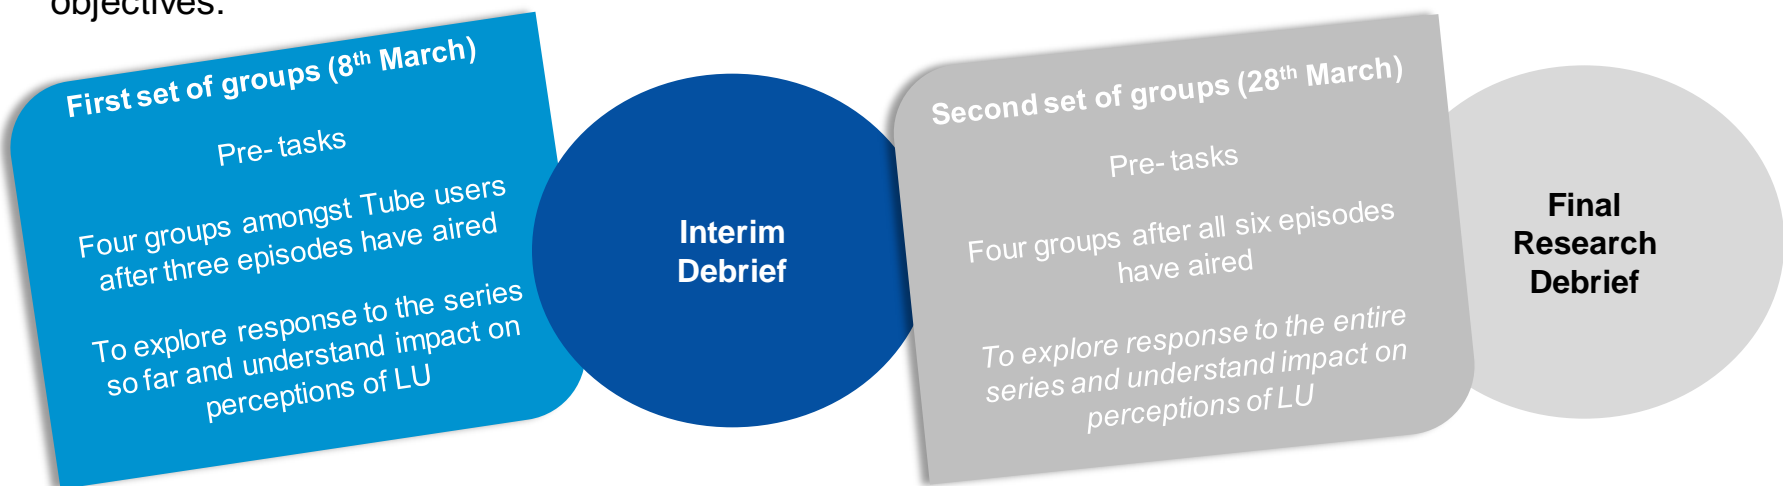 objectives.
First set of groups (8th March)
Pre- tasks
Four groups amongst Tube users
after three episodes have aired
To explore response to the series
so far and understand impact on
perceptions of LU
Interim
Debrief
Second set of groups (28th March)
Pre- tasks
Four groups after all six episodes
have aired
To explore response to the entire
series and understand impact on
perceptions of LU
Final
Research
Debrief